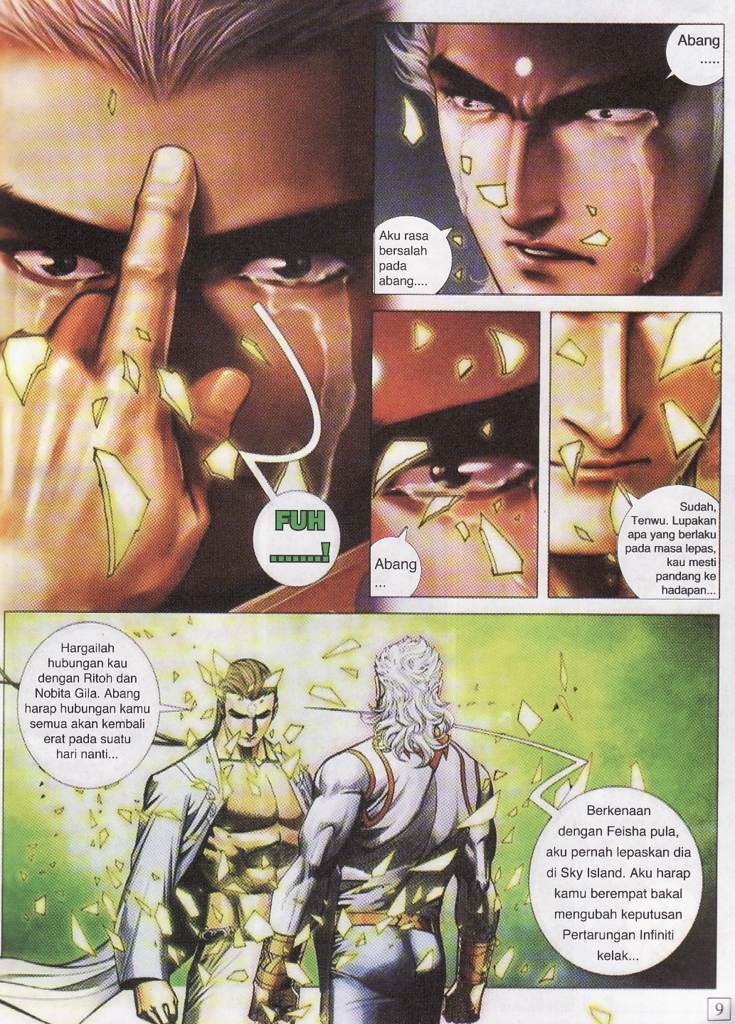 FUH
.......!
Abang
.....
Aku rasa
bersalah
pada
abang....
Abang
...
Sudah,
Tenwu. Lupakan
apa yang berlaku
pada masa lepas,
kau mesti
pandang ke
hadapan...
Hargailah
hubungan kau
dengan Ritoh dan
Nobita Gila. Abang
harap hubungan kamu
semua akan kembali
erat pada suatu
hari nanti...
Berkenaan
dengan Feisha pula,
aku pernah lepaskan dia
di Sky Island. Aku harap
kamu berempat bakal
mengubah keputusan
Pertarungan Infiniti
kelak...
9